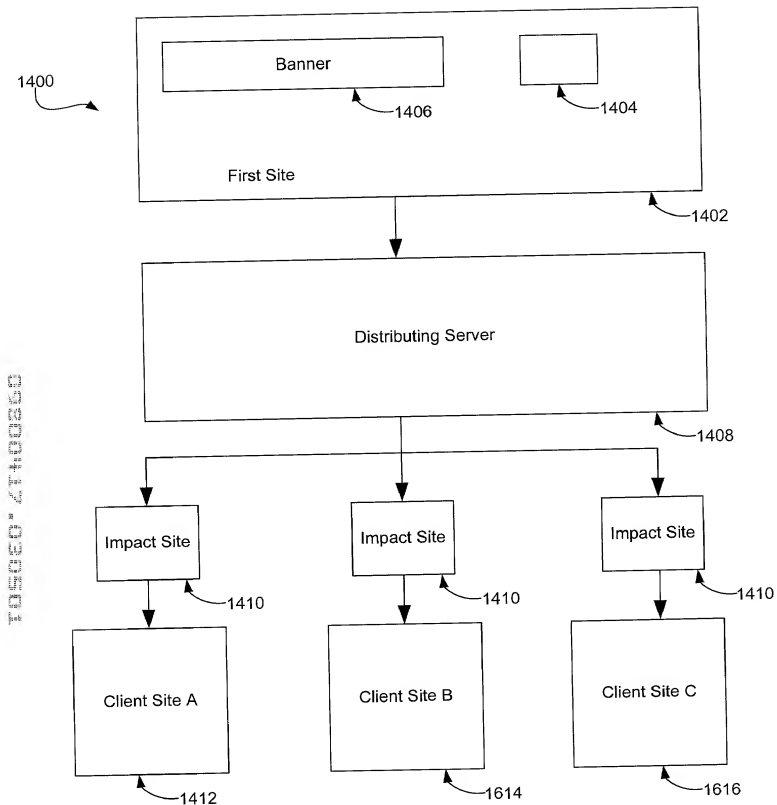 1400
Banner
1406
1404
First Site
1402
Distributing Server
1408
Impact Site
Impact Site
Impact Site
1410
1410
1410
Client Site A
Client Site B
Client Site C
1412
1614
1616